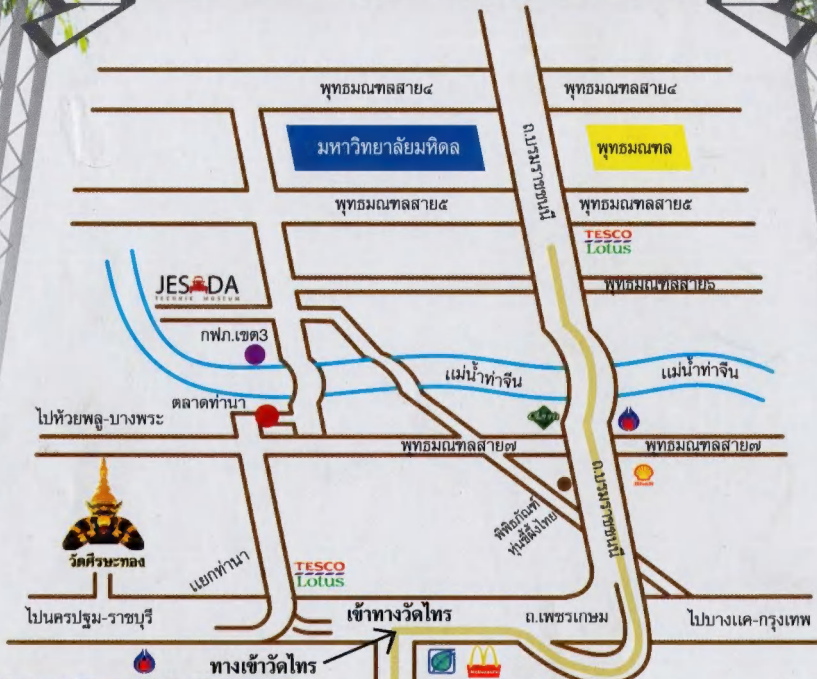 พุทธมณฑลสาย๔
พุทธมณฑลสาย๔
มหาวิทยาลัยมหิดล
ถ.บรมราชชนนี
พุทธมณฑล
พุทธมณฑลสาย๕
พุทธมณฑลสาย๕
TESCO
Lotus
JESADA
TECHNIK MUSEUM
พุทธมณฑลสาย๖
กฟภ.เขต3
แม่น้ำท่าจีน
แม่น้ำท่าจีน
ตลาดท่านา
ไปห้วยพลู-บางพระ
พุทธมณฑลสาย๗
พุทธมณฑลสาย๗
ถ.บรมราชชนนี
พิพิธภัณฑ์
หุ่นขี้ผึ้งไทย
วัดศีรษะทอง
แยกท่านา
TESCO
Lotus
ไปนครปฐม-ราชบุรี
เข้าทางวัดไทร
ถ.เพชรเกษม
ไปบางแค-กรุงเทพ
ทางเข้าวัดไทร